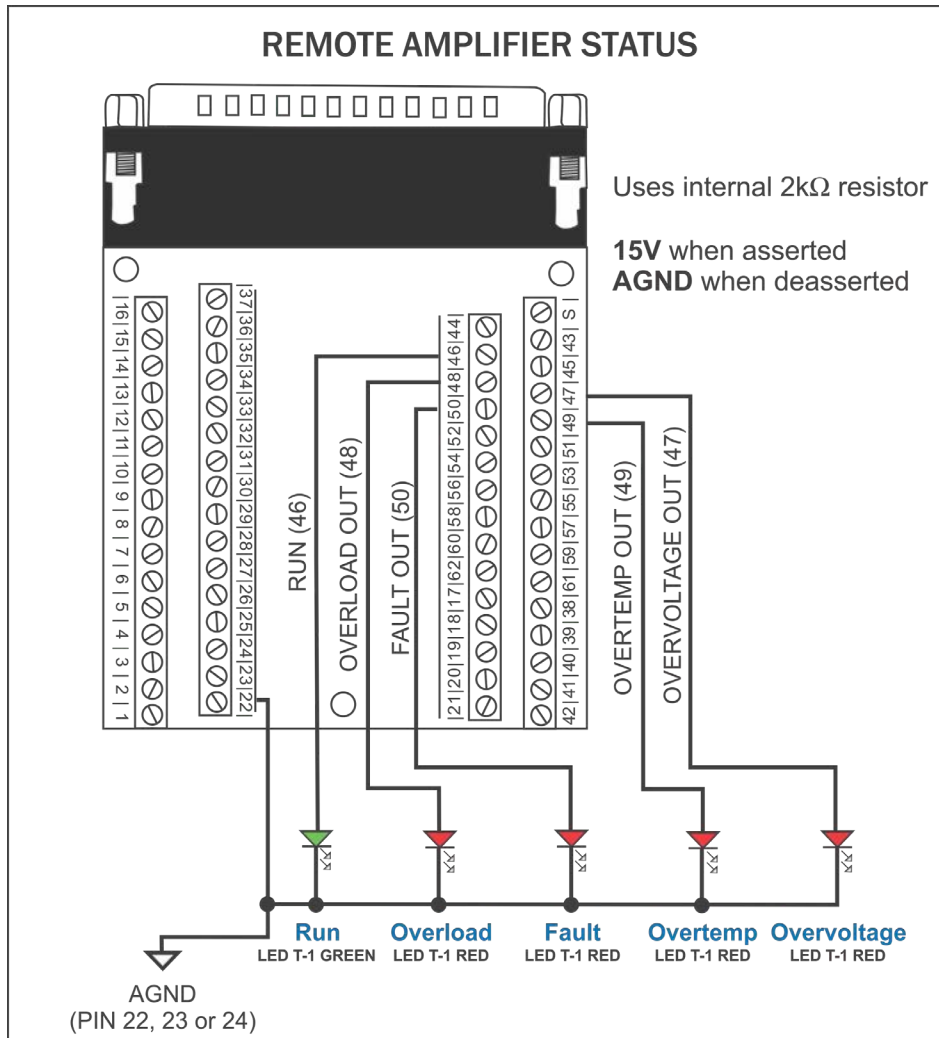 REMOTE AMPLIFIER STATUS
Uses internal 2kΩ resistor
15V when asserted
AGND when deasserted
16|15|14|13|12|11|10|9|8|7|6|5|4|3|2|1
|37|36|35|34|33|32|31|30|29|28|27|26|25|24|23|22|
|21|20|19|18|17|62|60|58|56|54|52|50|48|46|44|
42|41|40|39|38|61|59|57|55|53|51|49|47|45|43|S|
RUN (46)
OVERLOAD OUT (48)
FAULT OUT (50)
OVERTEMP OUT (49)
OVERVOLTAGE OUT (47)
Run
LED T-1 GREEN
Overload
LED T-1 RED
Fault
LED T-1 RED
Overtemp
LED T-1 RED
Overvoltage
LED T-1 RED
AGND
(PIN 22, 23 or 24)